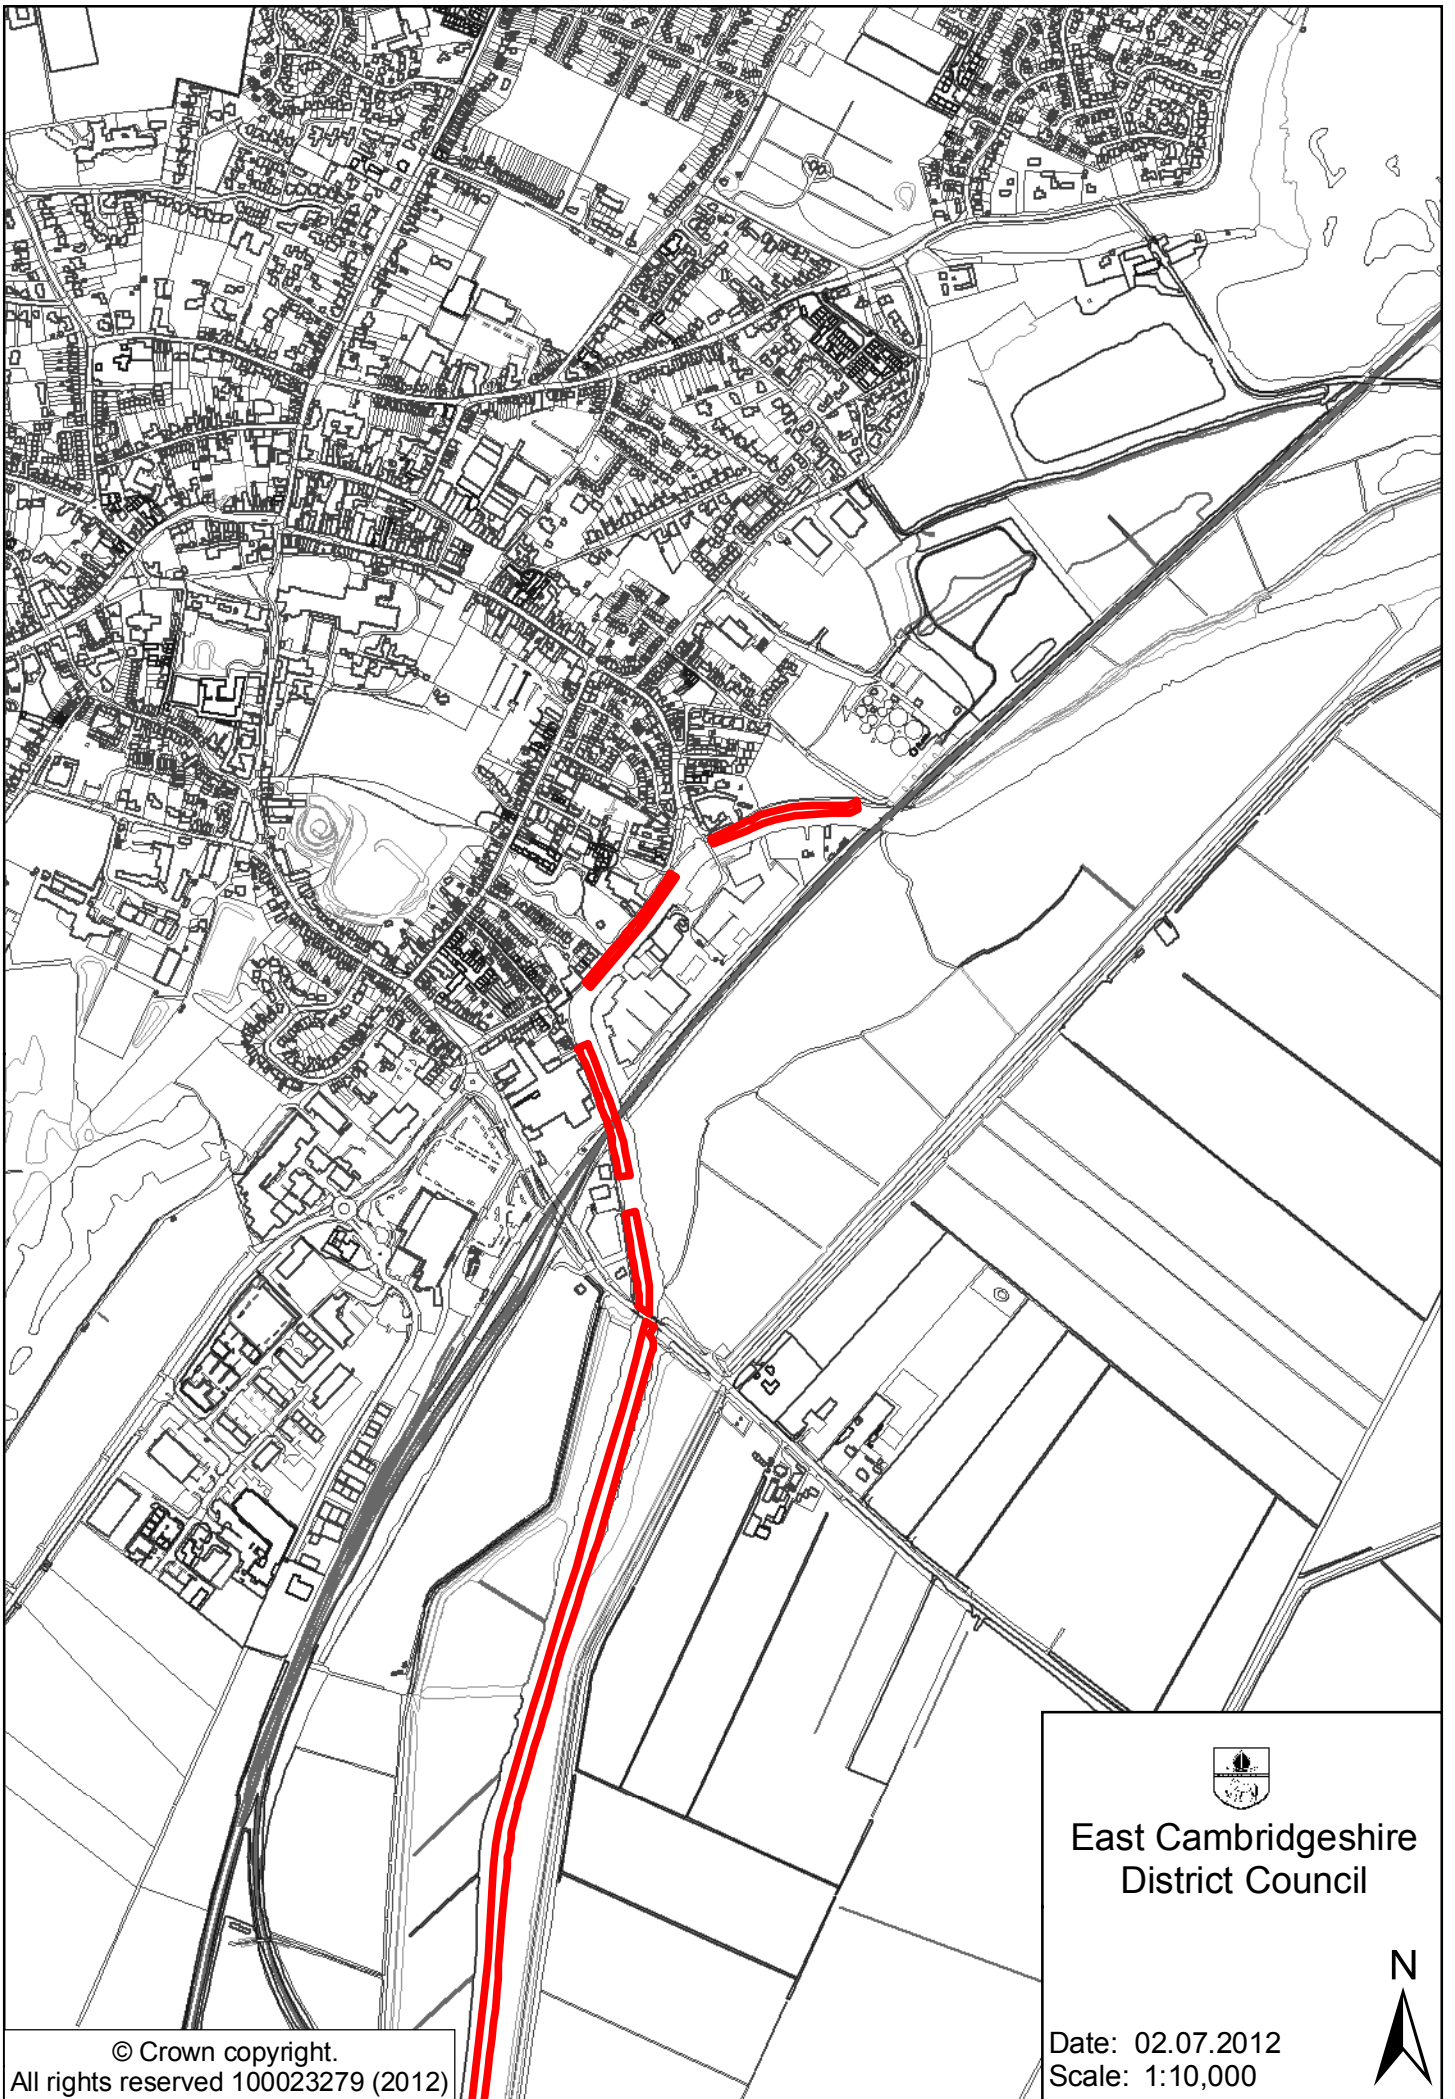 East Cambridgeshire
District Council
N
Date: 02.07.2012
Scale: 1:10,000
© Crown copyright.
All rights reserved 100023279 (2012)